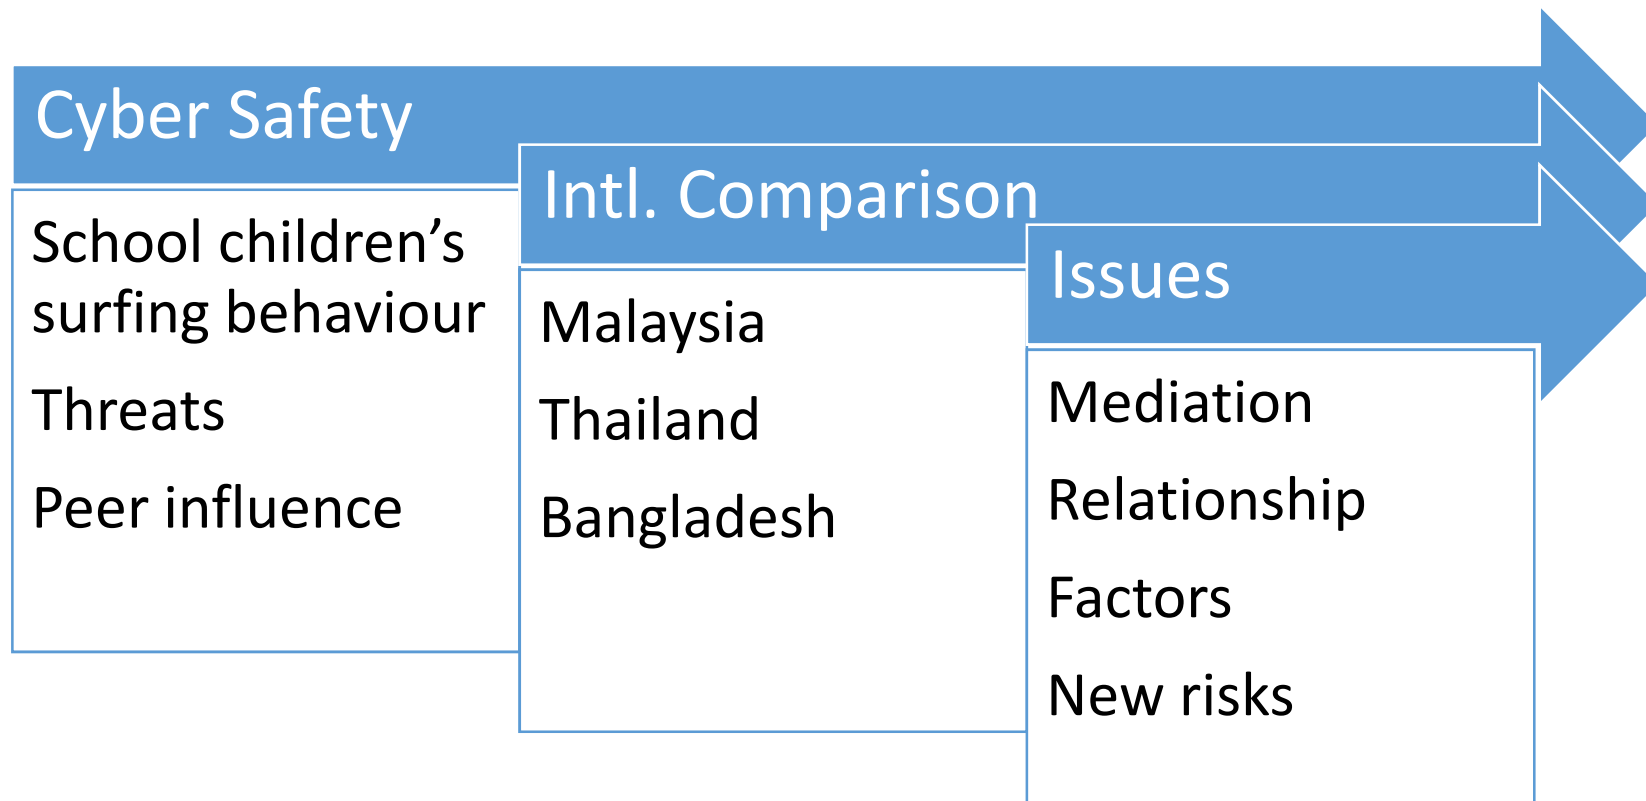 Cyber Safety
School children’s
surfing behaviour
Threats
Peer influence
Intl. Comparison
Malaysia
Thailand
Bangladesh
Issues
Mediation
Relationship
Factors
New risks